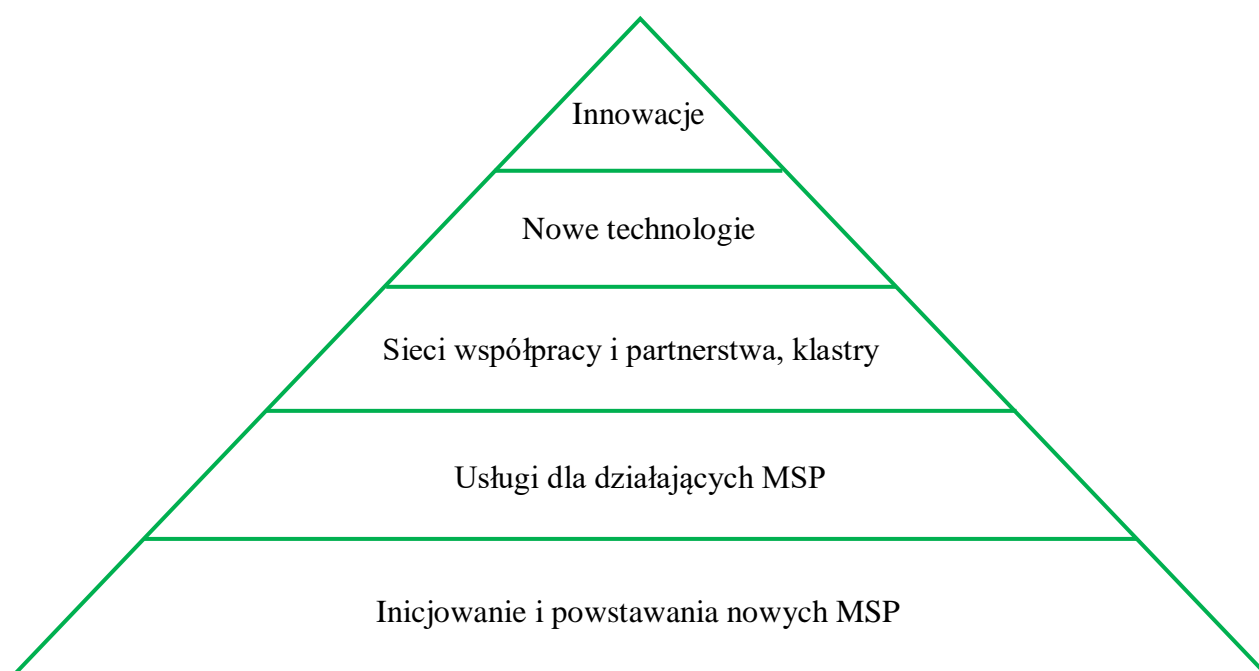 Innowacje
Nowe technologie
Sieci współpracy i partnerstwa, klastry
Usługi dla działających MSP
Inicjowanie i powstawania nowych MSP